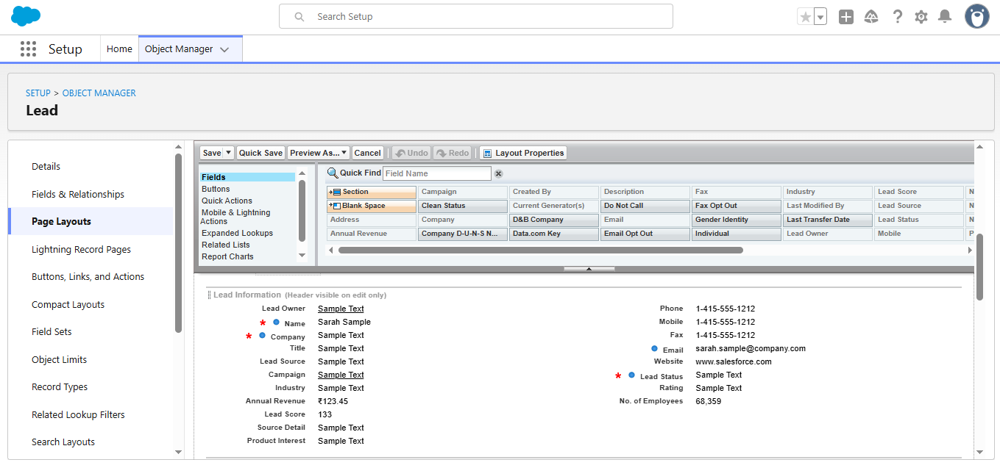 Search Setup
Setup
Home
Object Manager
SETUP > OBJECT MANAGER
Lead
Details
Fields & Relationships
Page Layouts
Lightning Record Pages
Buttons, Links, and Actions
Compact Layouts
Field Sets
Object Limits
Record Types
Related Lookup Filters
Search Layouts
Save Quick Save Preview As... Cancel Undo Redo Layout Properties
Fields
Buttons
Quick Actions
Mobile & Lightning
Actions
Expanded Lookups
Related Lists
Report Charts
Quick Find Field Name
Section Campaign Created By Description Fax Industry Lead Score N
Blank Space Clean Status Current Generator(s) Do Not Call Fax Opt Out Last Modified By Lead Source N
Address Company D&B Company Email Gender Identity Last Transfer Date Lead Status N
Annual Revenue Company D-U-N-S N... Data.com Key Email Opt Out Individual Lead Owner Mobile P
Lead Information (Header visible on edit only)
Lead Owner Sample Text
* Name Sarah Sample
* Company Sample Text
Title Sample Text
Lead Source Sample Text
Campaign Sample Text
Industry Sample Text
Annual Revenue ₹123.45
Lead Score 133
Source Detail Sample Text
Product Interest Sample Text
Phone 1-415-555-1212
Mobile 1-415-555-1212
Fax 1-415-555-1212
Email sarah.sample@company.com
Website www.salesforce.com
* Lead Status Sample Text
Rating Sample Text
No. of Employees 68,359